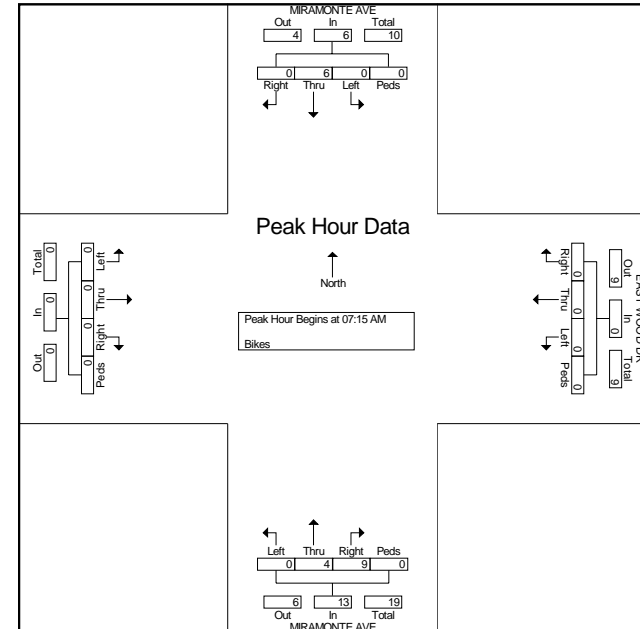 MIRAMONTE AVE
Out In Total
4 6 10
0 6 0 0
Right Thru Left Peds
Peak Hour Data
North
Peak Hour Begins at 07:15 AM
Bikes
Total In Out
0 0 0
0 0 0 0
Left Thru Right Peds
Right Thru Left Peds
0 0 0 0
9 0 9
Out In Total
EASTWOOD DR
Left Thru Right Peds
0 4 9 0
6 13 19
Out In Total
MIRAMONTE AVE